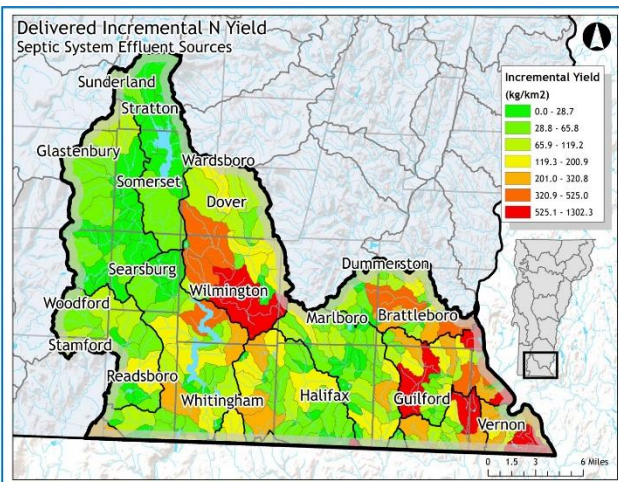 Delivered Incremental N Yield
Septic System Effluent Sources
Sunderland
Stratton
Glastenbury
Wardsboro
Somerset
Dover
Searsburg
Dummerston
Woodford
Wilmington
Marlboro
Brattleboro
Stamford
Readsboro
Whitingham
Halifax
Guilford
Vernon
Incremental Yield
(kg/km2)
0.0 - 28.7
28.8 - 65.8
65.9 - 119.2
119.3 - 200.9
201.0 - 320.8
320.9 - 525.0
525.1 - 1302.3
0 1.5 3 6 Miles